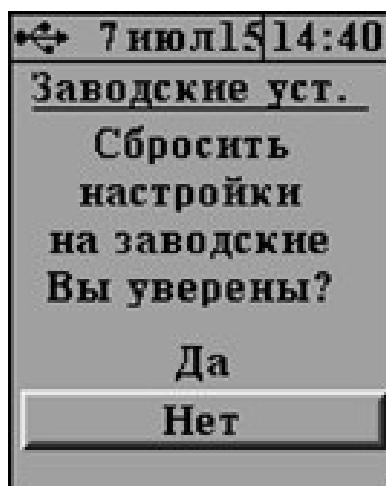 7 июл15 14:40
Заводские уст.
Сбросить
настройки
на заводские
Вы уверены?
Да
Нет